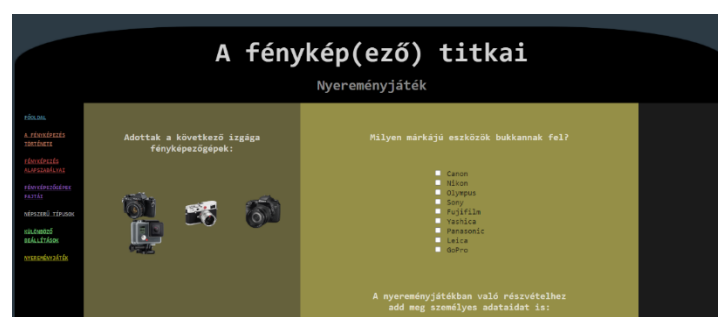 A fénykép(ező) titkai
Nyereményjáték
FŐOLDAL
A FÉNYKÉPEZÉS
TÖRTÉNETE
FÉNYKÉPEZÉS
ALAPSZABÁLYAI
FÉNYKÉPEZŐGÉPEK
FAJTÁI
NÉPSZERŰ TÍPUSOK
KÜLÖNBÖZŐ
BEÁLLÍTÁSOK
NYEREMÉNYJÁTÉK
Adottak a következő izgága
fényképezőgépek:
Milyen márkájú eszközök bukkannak fel?
Canon
Nikon
Olympus
Sony
Fujifilm
Yashica
Panasonic
Leica
GoPro
A nyereményjátékban való részvételhez
add meg személyes adataidat is: